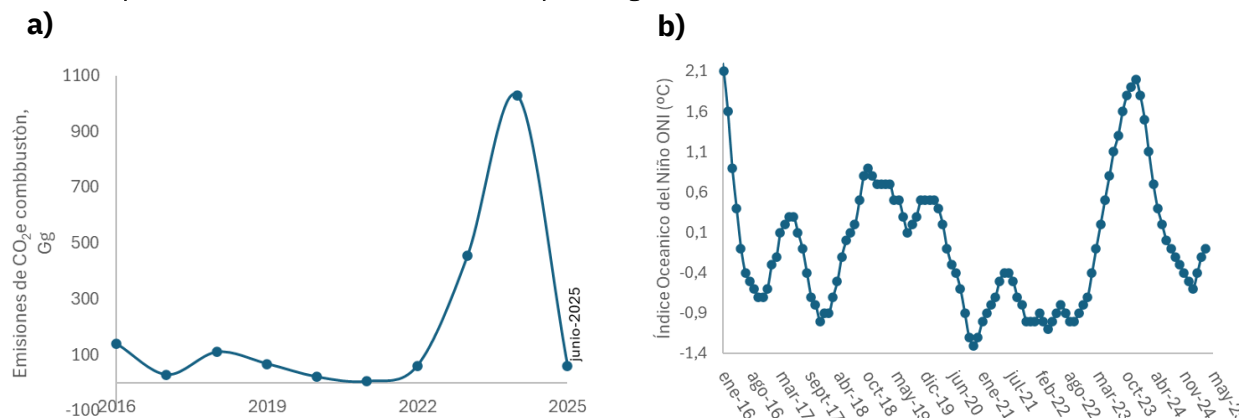 a)
Emisiones de CO2e combbustòn,
Gg
1100
900
700
500
300
100
-100
2016
2019
2022
2025
junio-2025
b)
Índice Oceanico del Niño ONI (ºC)
2,1
1,6
1,1
0,6
0,1
-0,4
-0,9
-1,4
ene-16
ago-16
mar-17
sept-17
abr-18
oct-18
may-19
dic-19
jun-20
ene-21
jul-21
feb-22
ago-22
mar-23
oct-23
abr-24
nov-24